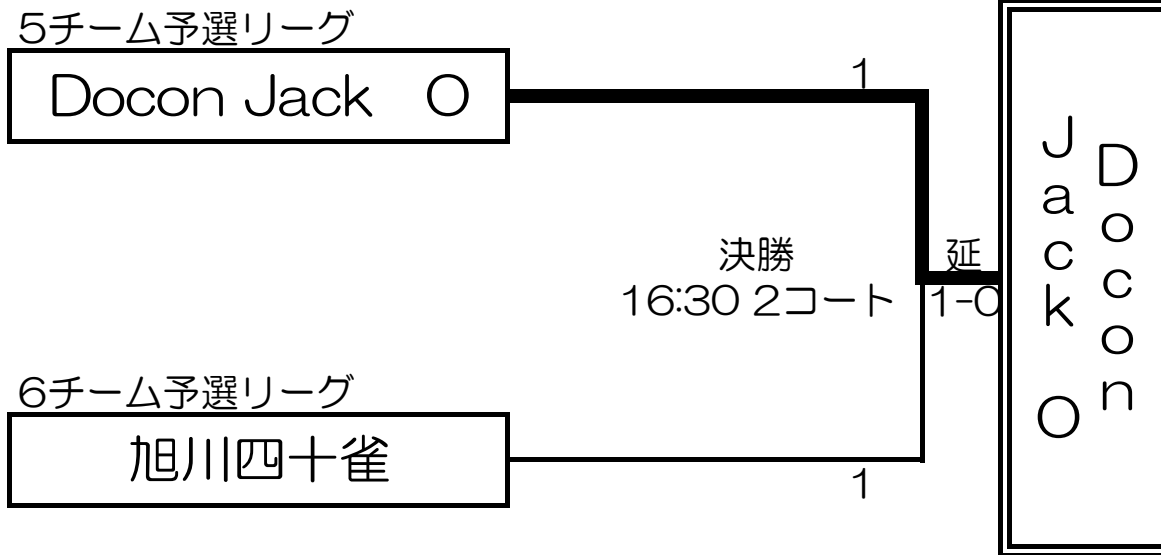 5チーム予選リーグ
Docon Jack　O
1
決勝
16:30 2コート
延
1-0
6チーム予選リーグ
旭川四十雀
1
Docon
Jack　O